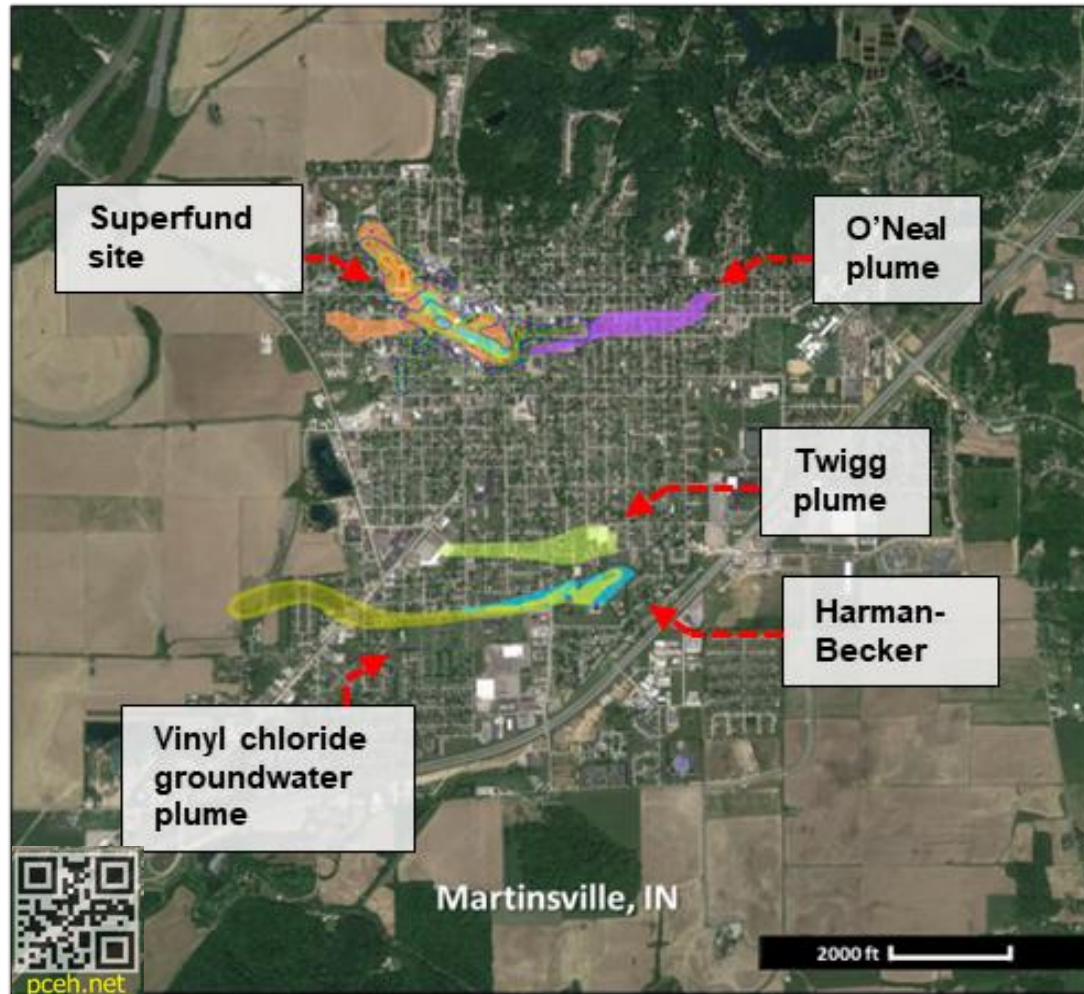 Superfund
site
O'Neal
plume
Twigg
plume
Harman-
Becker
Vinyl chloride
groundwater
plume
Martinsville, IN
2000 ft
pceh.net